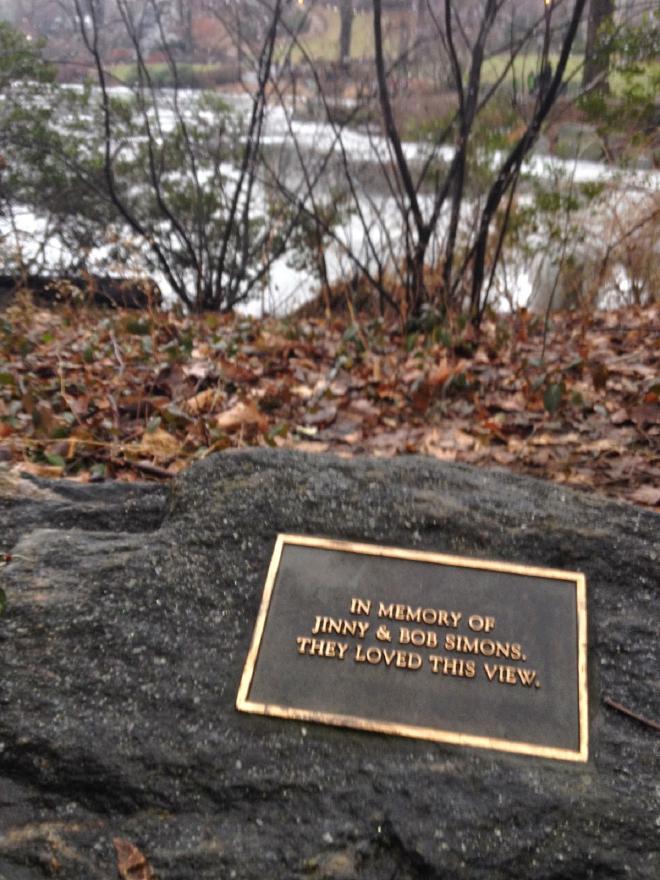 IN MEMORY OF
JINNY & BOB SIMONS.
THEY LOVED THIS VIEW.